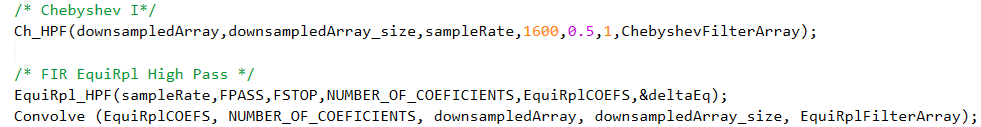 /* Chebyshev I*/
Ch_HPF(downsampledArray,downsampledArray_size,sampleRate,1600,0.5,1,ChebyshevFilterArray);
/* FIR EquiRpl High Pass */
EquiRpl_HPF(sampleRate,FPASS,FSTOP,NUMBER_OF_COEFICIENTS,EquiRplCOEFS,&deltaEq);
Convolve (EquiRplCOEFS, NUMBER_OF_COEFICIENTS, downsampledArray, downsampledArray_size, EquiRplFilterArray);